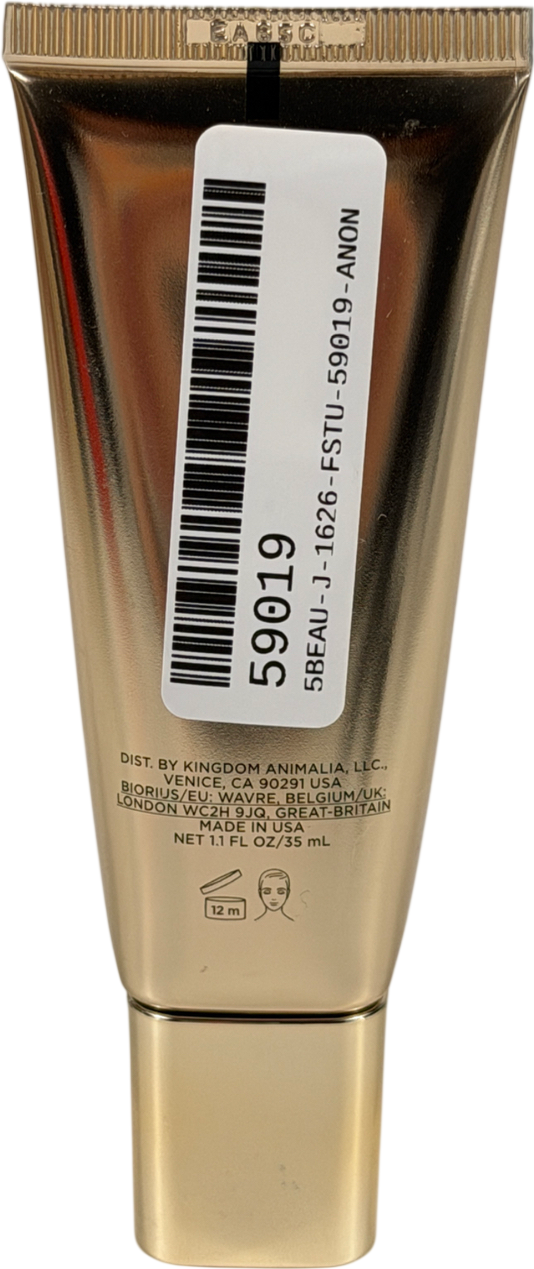 59019
5BEAU-J-1626-FSTU-59019-ANON
DIST. BY KINGDOM ANIMALIA, LLC.,
VENICE, CA 90291 USA
BIORIUS/EU: WAVRE, BELGIUM/UK:
LONDON WC2H 9JQ, GREAT-BRITAIN
MADE IN USA
NET 1.1 FL OZ/35 mL
12 m